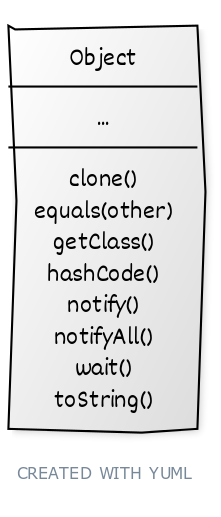 Object
...
clone()
equals(other)
getClass()
hashCode()
notify()
notifyAll()
wait()
toString()
CREATED WITH YUML